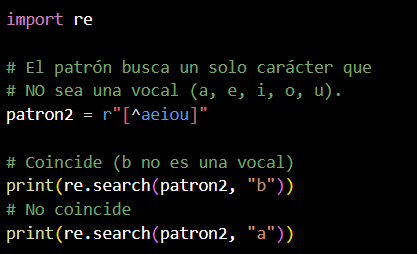 import re
# El patrón busca un solo carácter que
# NO sea una vocal (a, e, i, o, u).
patron2 = r"[^aeiou]"
# Coincide (b no es una vocal)
print(re.search(patron2, "b"))
# No coincide
print(re.search(patron2, "a"))